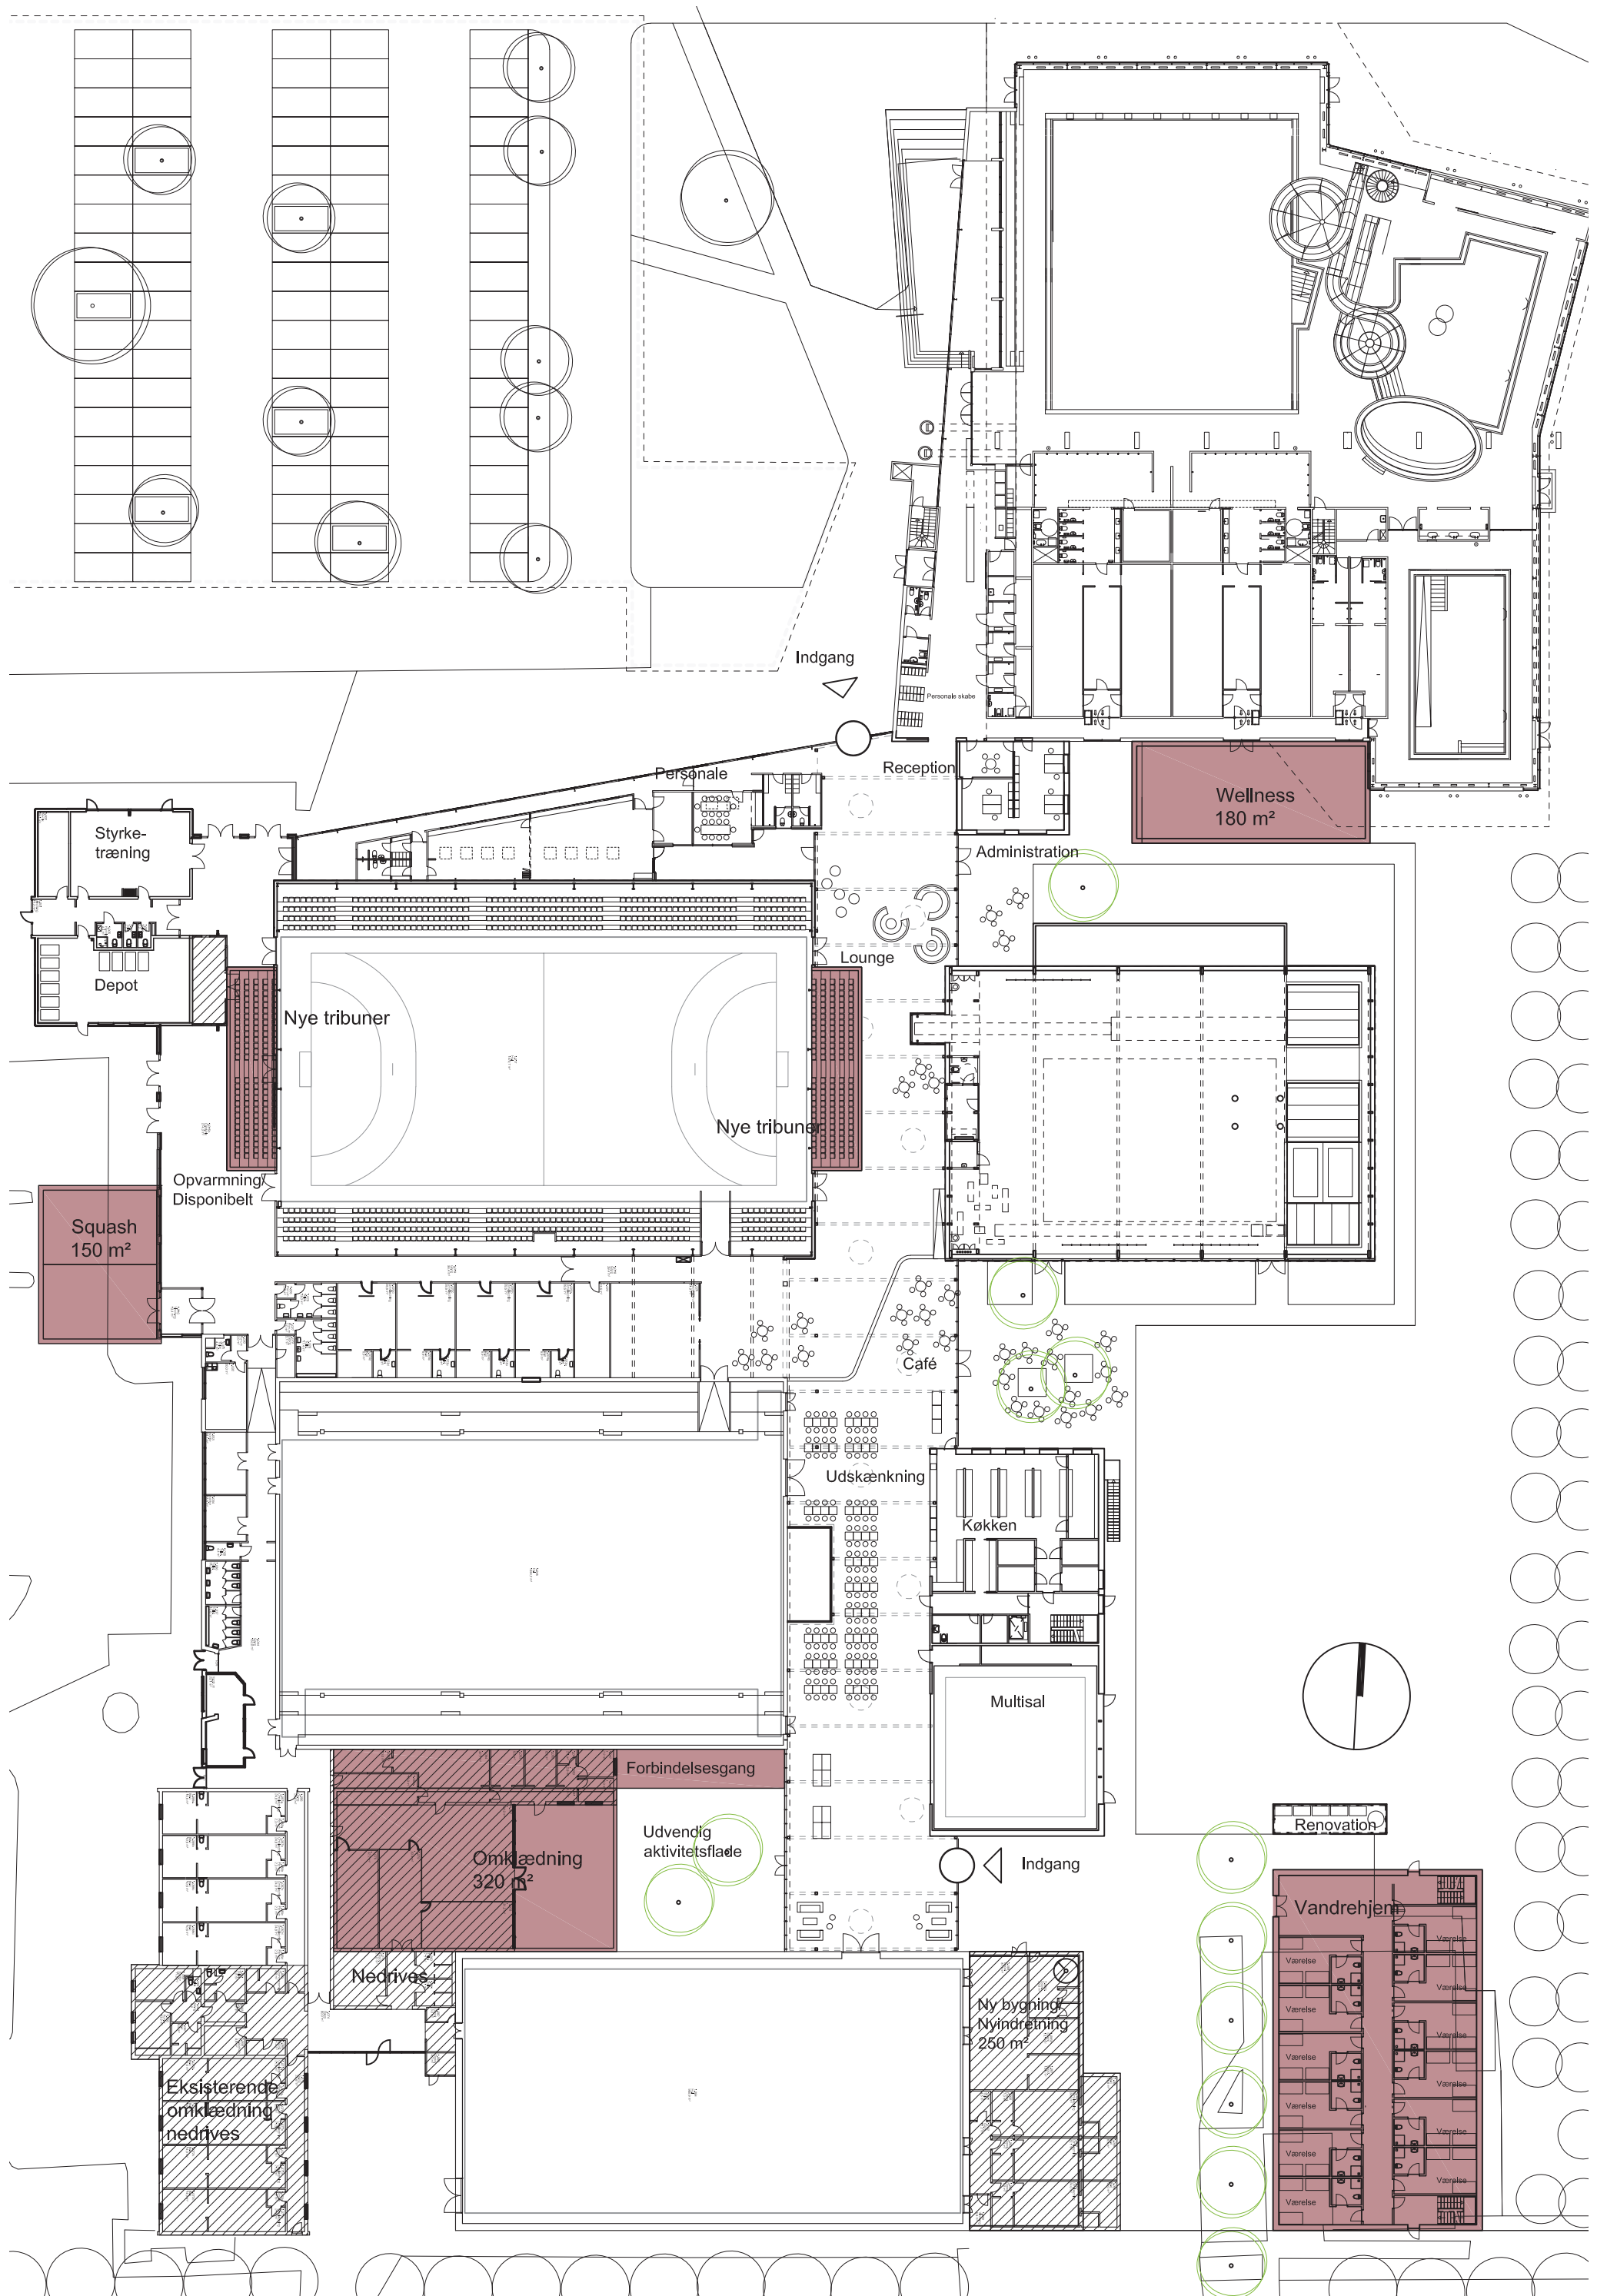 Indgang
Personale skabe
Reception
Personale
Wellness
180 m²
Styrke-
træning
Administration
Lounge
Depot
Nye tribuner
Nye tribuner
Opvarmning/
Disponibelt
Squash
150 m²
Café
Udskænkning
Køkken
Multisal
Forbindelsesgang
Renovation
Udvendig
aktivitetsflade
Omklædning
320 m²
Indgang
Vandrehjem
Nedrives
Ny bygning/
Nyindretning
250 m²
Eksisterende
omklædning
nedrives
Værelse
Værelse
Værelse
Værelse
Værelse
Værelse
Værelse
Værelse
Værelse
Værelse
Værelse
Værelse
Værelse